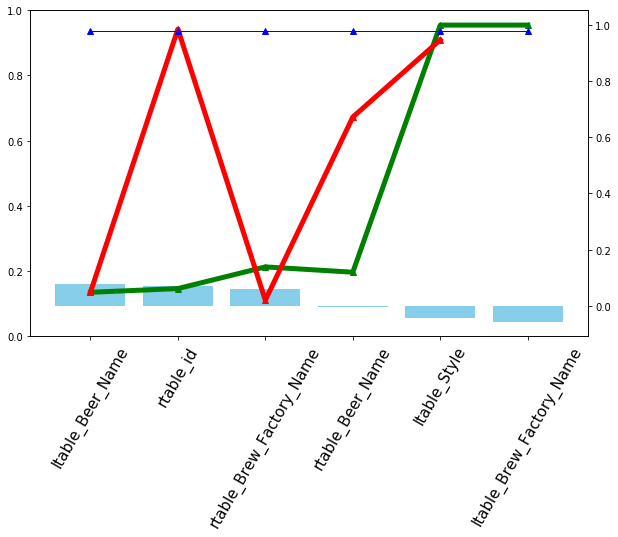 1.0
0.8
0.6
0.4
0.2
0.0
1.0
0.8
0.6
0.4
0.2
0.0
ltable_Beer_Name
rtable_id
rtable_Brew_Factory_Name
rtable_Beer_Name
ltable_Style
ltable_Brew_Factory_Name